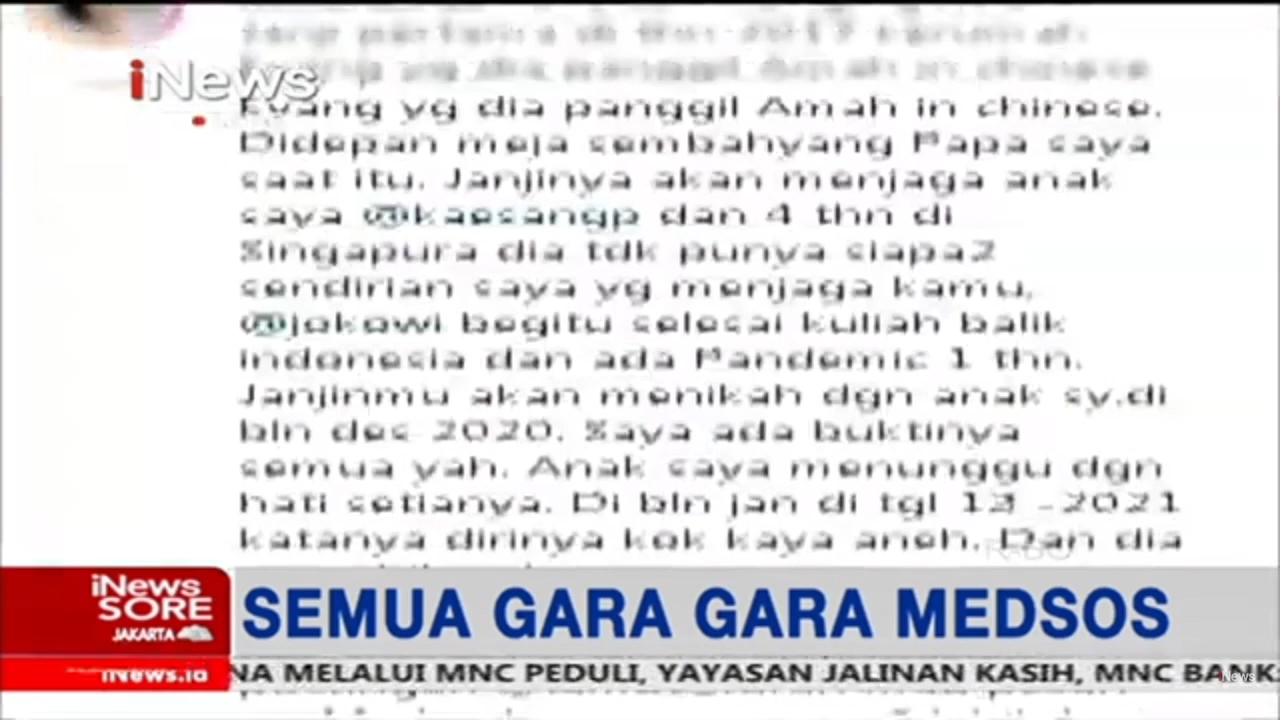 iNews
Eyang yg dia panggil Amah in chinese.
Didepan meja sembahyang Papa saya
saat itu. Janjinya akan menjaga anak
saya @kaesangp dan 4 thn di
Singapura dia tdk punya siapa2
sendirian saya yg menjaga kamu,
@jokowi begitu selesai kuliah balik
indonesia dan ada Pandemic 1 thn.
Janjinmu akan menikah dgn anak sy.di
bln des 2020. Saya ada buktinya
semua yah. Anak saya menunggu dgn
hati setianya. Di bln jan di tgl 13 -2021
katanya dirinya kok kaya aneh. Dan dia
iNews
SORE
JAKARTA
SEMUA GARA GARA MEDSOS
iNews.id
NA MELALUI MNC PEDULI, YAYASAN JALINAN KASIH, MNC BANK
iNews